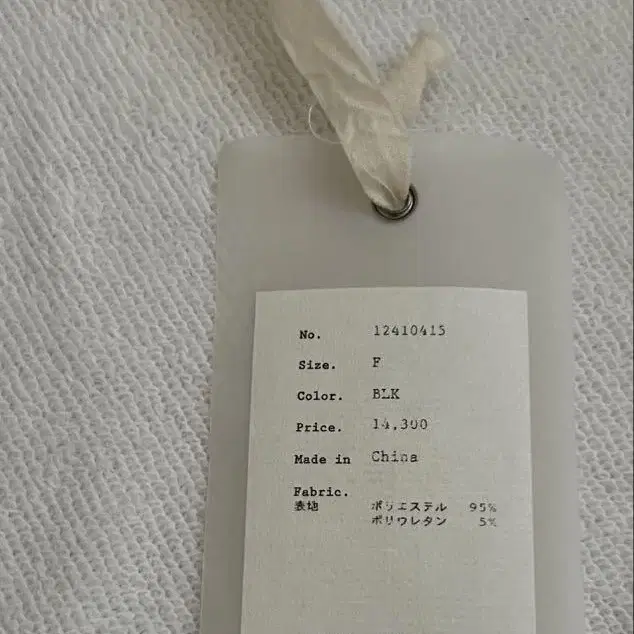 No. 12410415
Size. F
Color. BLK
Price. 14,300
Made in China
Fabric.
表地 ポリエステル 95%
ポリウレタン 5%